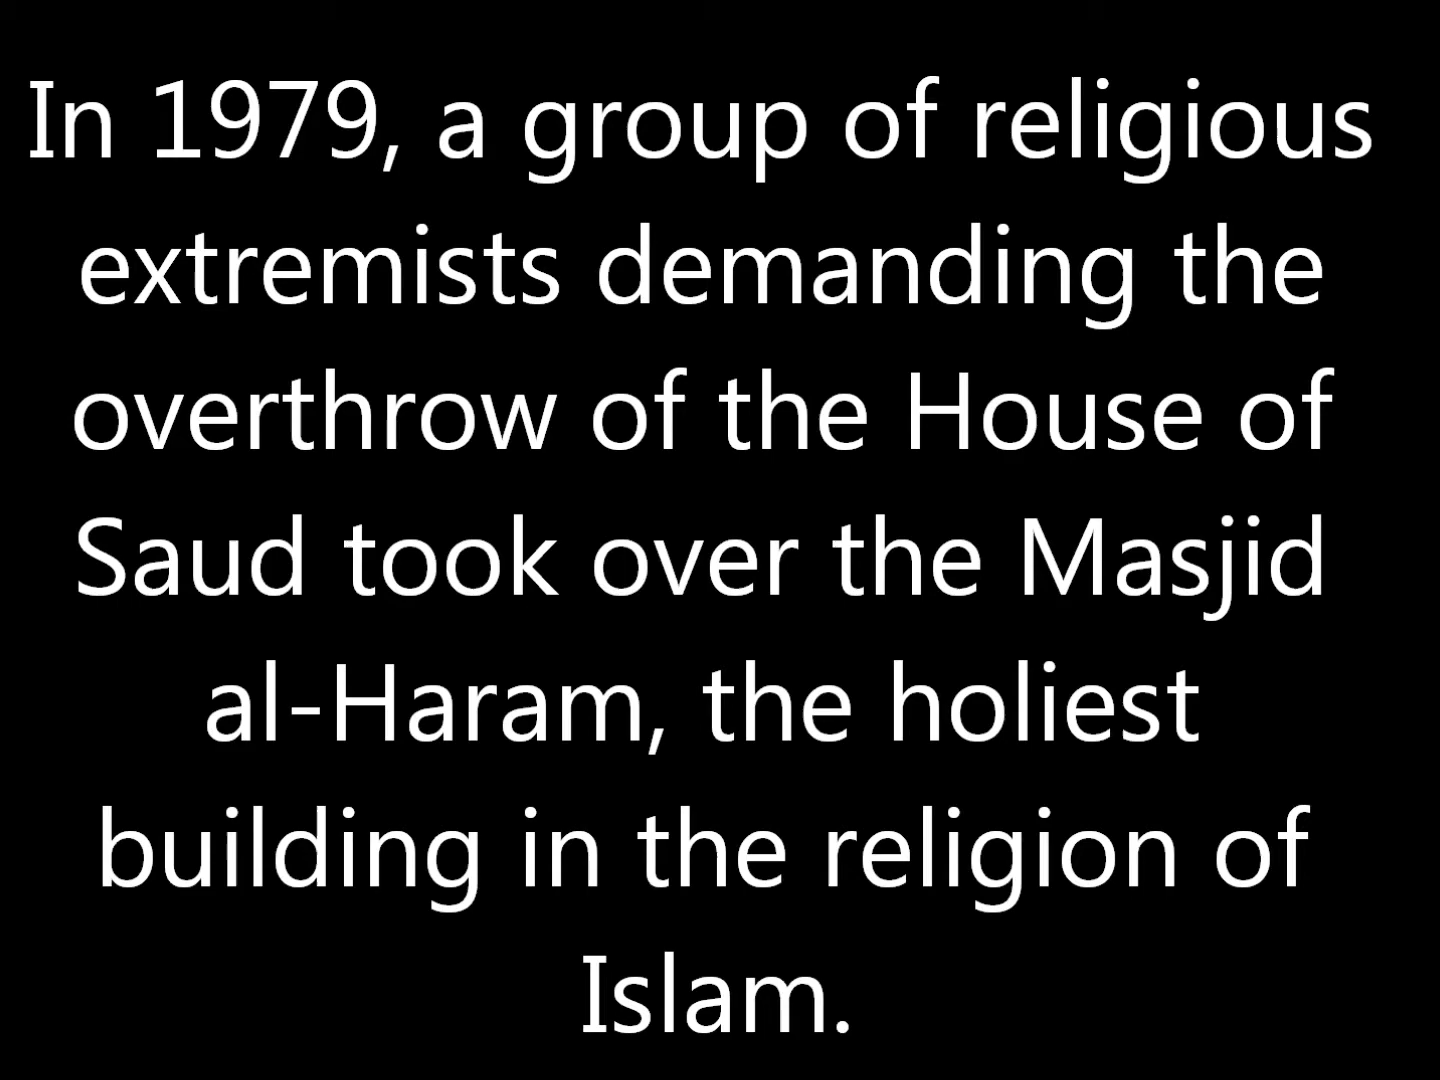 In 1979, a group of religious
extremists demanding the
overthrow of the House of
Saud took over the Masjid
al-Haram, the holiest
building in the religion of
Islam.